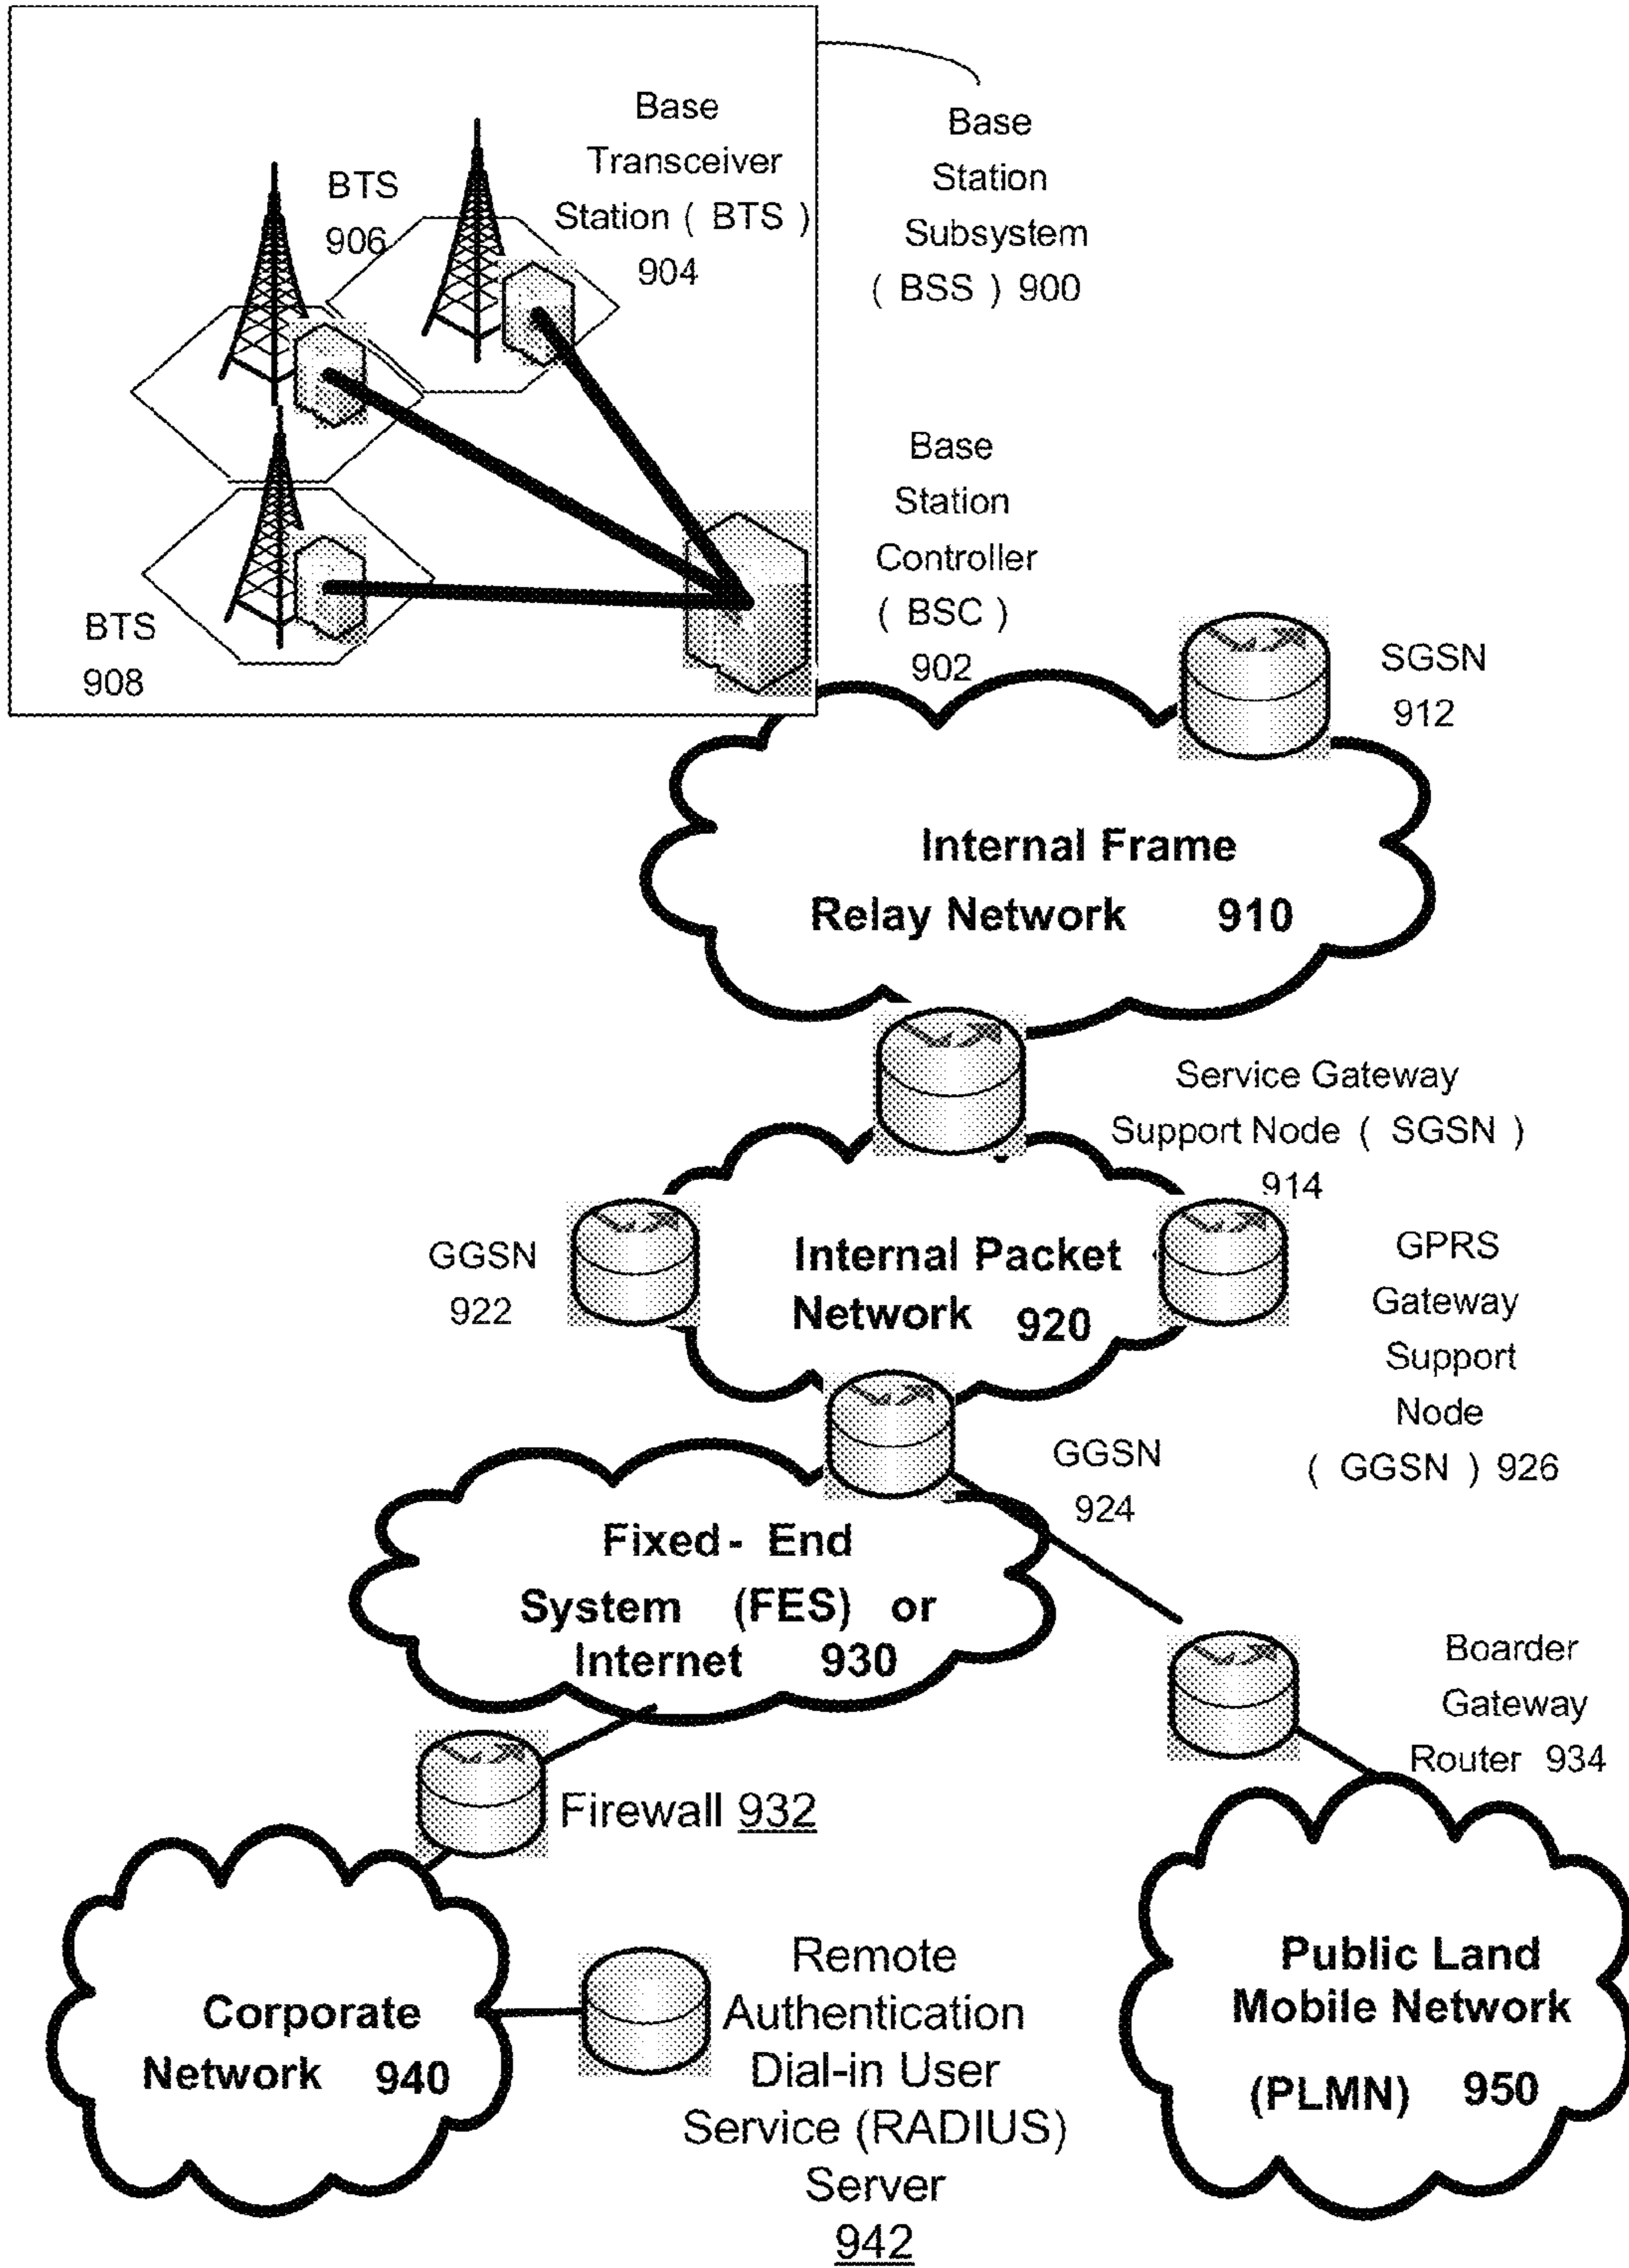 Base
Transceiver
Station ( BTS )
904
BTS
906
BTS
908
Base
Station
Subsystem
( BSS ) 900
Base
Station
Controller
( BSC )
902
SGSN
912
Internal Frame
Relay Network 910
Service Gateway
Support Node ( SGSN )
914
GGSN
922
Internal Packet
Network 920
GPRS
Gateway
Support
Node
( GGSN ) 926
GGSN
924
Fixed - End
System (FES) or
Internet 930
Boarder
Gateway
Router 934
Firewall 932
Corporate
Network 940
Remote
Authentication
Dial-in User
Service (RADIUS)
Server
942
Public Land
Mobile Network
(PLMN) 950